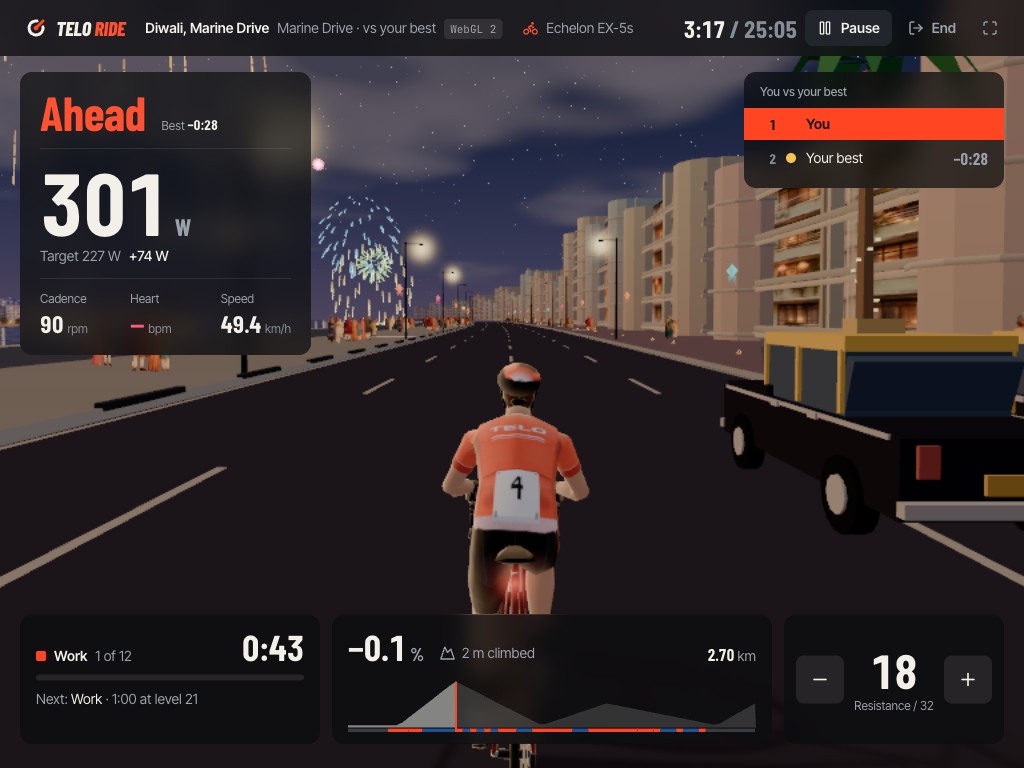 TELO RIDE Diwali, Marine Drive Marine Drive · vs your best WebGL 2 Echelon EX-5s 3:17 / 25:05 Pause End
Ahead Best −0:28
301 W
Target 227 W +74 W
Cadence Heart Speed
90 rpm — bpm 49.4 km/h
You vs your best
1 You
2 Your best −0:28
TELO
4
Work 1 of 12 0:43
Next: Work · 1:00 at level 21
−0.1 % 2 m climbed 2.70 km
− 18 +
Resistance / 32